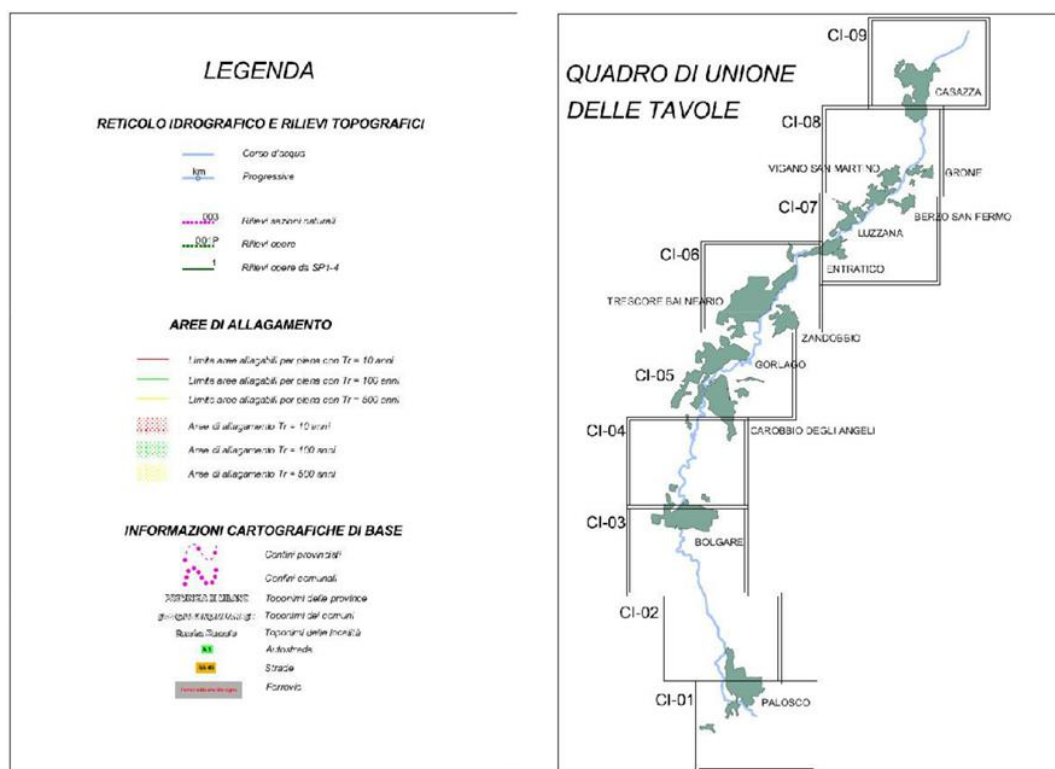 LEGENDA
RETICOLO IDROGRAFICO E RILIEVI TOPOGRAFICI
Corso d'acqua
km
Progressive
003
Rilievi sezioni naturali
001P
Rilievi opere
1
Rilievi opere da SP1-4
AREE DI ALLAGAMENTO
Limite aree allagabili per piena con Tr = 10 anni
Limite aree allagabili per piena con Tr = 100 anni
Limite aree allagabili per piena con Tr = 500 anni
Aree di allagamento Tr = 10 anni
Aree di allagamento Tr = 100 anni
Aree di allagamento Tr = 500 anni
INFORMAZIONI CARTOGRAFICHE DI BASE
Confini provinciali
Confini comunali
Toponimi delle province
Toponimi dei comuni
Toponimi delle località
Autostrade
Strade
Ferrovie
QUADRO DI UNIONE
DELLE TAVOLE
CI-09
CASAZZA
CI-08
VIGANO SAN MARTINO
GRONE
CI-07
BERZO SAN FERMO
LUZZANA
CI-06
ENTRATICO
TRESCORE BALNEARIO
ZANDOBBIO
GORLAGO
CI-05
CI-04
CAROBBIO DEGLI ANGELI
CI-03
BOLGARE
CI-02
CI-01
PALOSCO